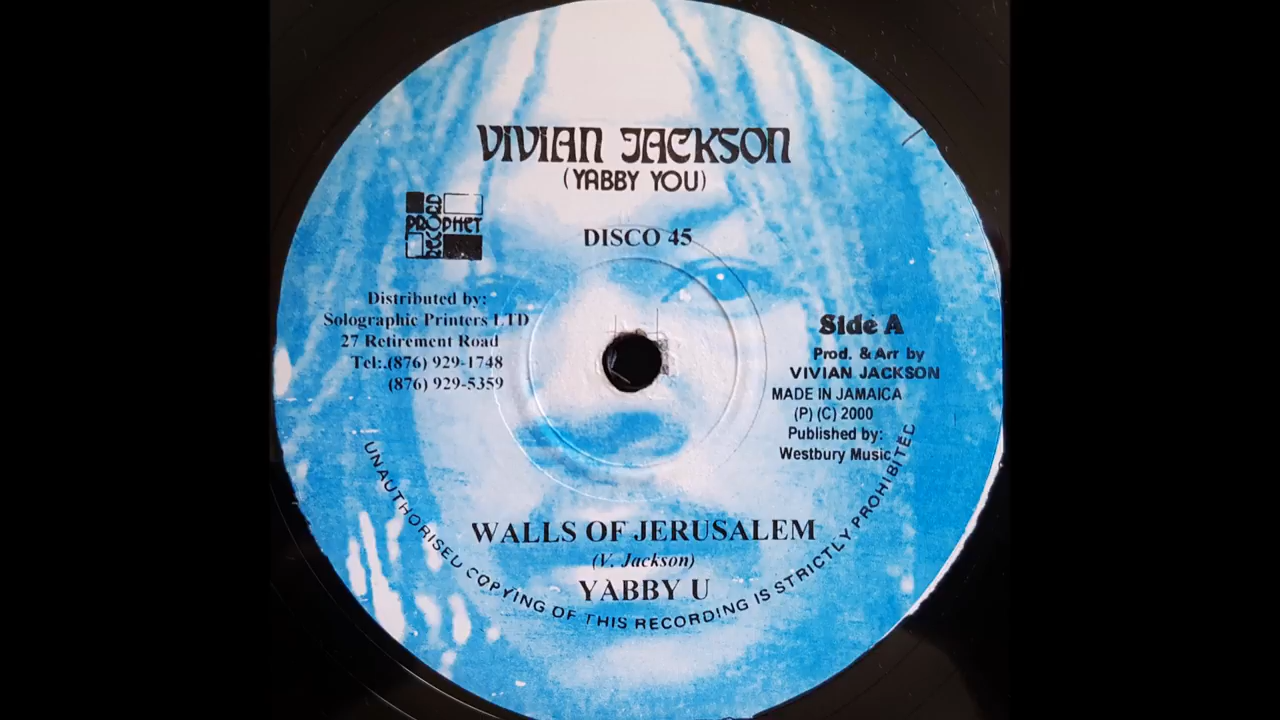 VIVIAN JACKSON
(YABBY YOU)
PROPHET
RECORD
DISCO 45
Distributed by:
Solographic Printers LTD
27 Retirement Road
Tel:.(876) 929-1748
(876) 929-5359
Side A
Prod. & Arr by
VIVIAN JACKSON
MADE IN JAMAICA
(P) (C) 2000
Published by:
Westbury Music
WALLS OF JERUSALEM
(V. Jackson)
YABBY U
UNAUTHORISED COPYING OF THIS RECORDING IS STRICTLY PROHIBITED